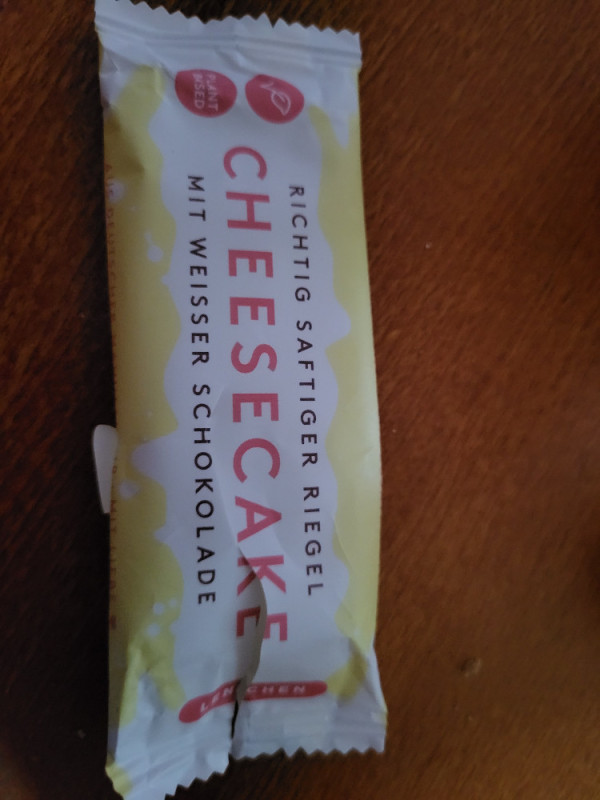 PLANT
BASED
RICHTIG SAFTIGER RIEGEL
CHEESECAKE
MIT WEISSER SCHOKOLADE
LENCHEN